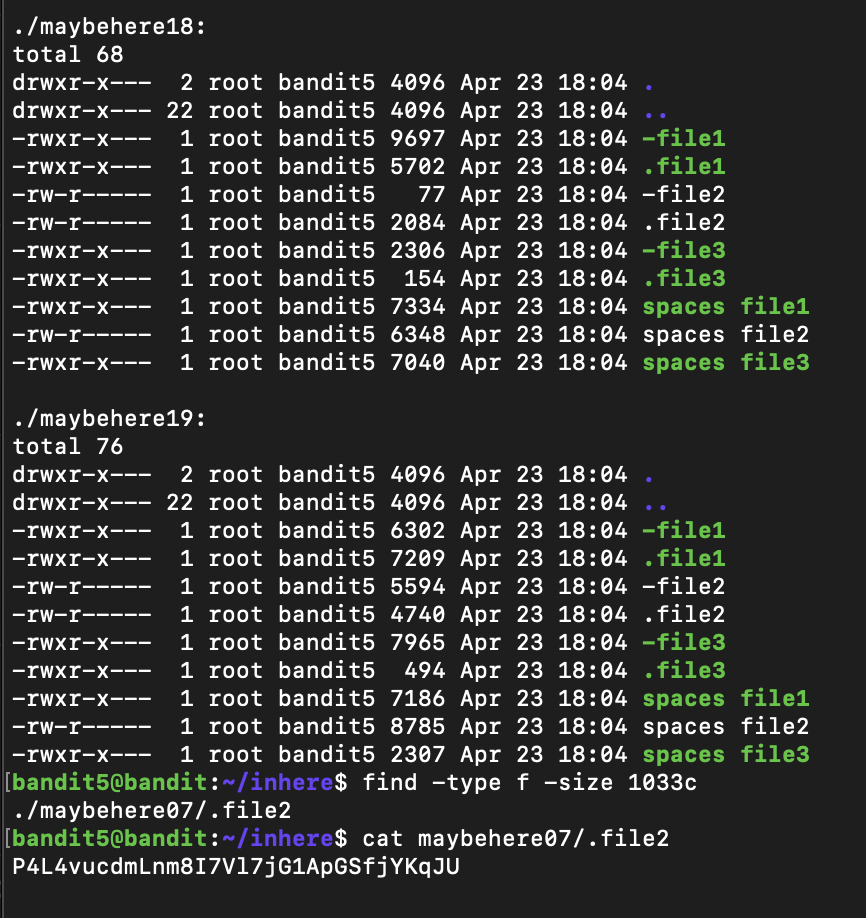 ./maybehere18:
total 68
drwxr-x---  2 root bandit5 4096 Apr 23 18:04 .
drwxr-x--- 22 root bandit5 4096 Apr 23 18:04 ..
-rwxr-x---  1 root bandit5 9697 Apr 23 18:04 -file1
-rwxr-x---  1 root bandit5 5702 Apr 23 18:04 .file1
-rw-r-----  1 root bandit5   77 Apr 23 18:04 -file2
-rw-r-----  1 root bandit5 2084 Apr 23 18:04 .file2
-rwxr-x---  1 root bandit5 2306 Apr 23 18:04 -file3
-rwxr-x---  1 root bandit5  154 Apr 23 18:04 .file3
-rwxr-x---  1 root bandit5 7334 Apr 23 18:04 spaces file1
-rw-r-----  1 root bandit5 6348 Apr 23 18:04 spaces file2
-rwxr-x---  1 root bandit5 7040 Apr 23 18:04 spaces file3

./maybehere19:
total 76
drwxr-x---  2 root bandit5 4096 Apr 23 18:04 .
drwxr-x--- 22 root bandit5 4096 Apr 23 18:04 ..
-rwxr-x---  1 root bandit5 6302 Apr 23 18:04 -file1
-rwxr-x---  1 root bandit5 7209 Apr 23 18:04 .file1
-rw-r-----  1 root bandit5 5594 Apr 23 18:04 -file2
-rw-r-----  1 root bandit5 4740 Apr 23 18:04 .file2
-rwxr-x---  1 root bandit5 7965 Apr 23 18:04 -file3
-rwxr-x---  1 root bandit5  494 Apr 23 18:04 .file3
-rwxr-x---  1 root bandit5 7186 Apr 23 18:04 spaces file1
-rw-r-----  1 root bandit5 8785 Apr 23 18:04 spaces file2
-rwxr-x---  1 root bandit5 2307 Apr 23 18:04 spaces file3
[bandit5@bandit:~/inhere$ find -type f -size 1033c
./maybehere07/.file2
[bandit5@bandit:~/inhere$ cat maybehere07/.file2
P4L4vucdmLnm8I7Vl7jG1ApGSfjYKqJU